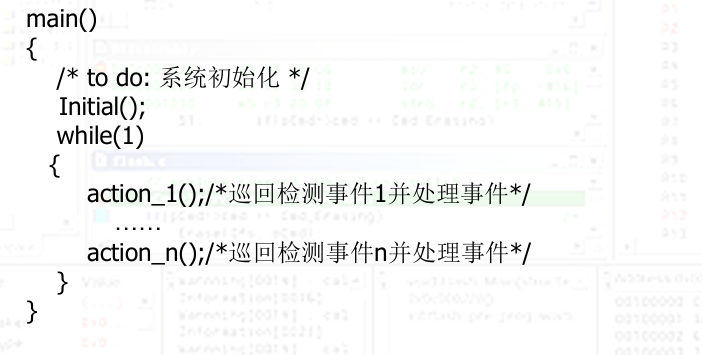 main()
{
/* to do: 系统初始化 */
Initial();
while(1)
{
action_1();/*巡回检测事件1并处理事件*/
……
action_n();/*巡回检测事件n并处理事件*/
}
}